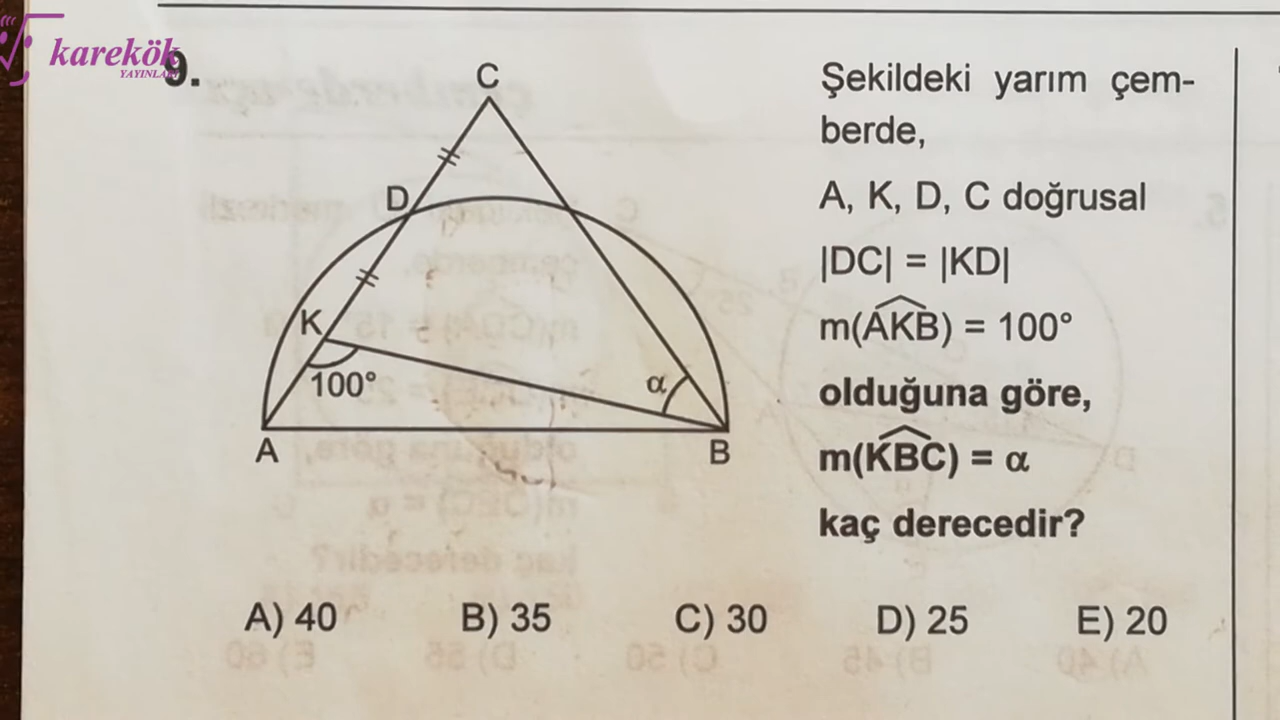 karekök
YAYINLARI
9.
C
D
K
100°
α
A
B
Şekildeki yarım çem-
berde,
A, K, D, C doğrusal
|DC| = |KD|
m(AKB) = 100°
olduğuna göre,
m(KBC) = α
kaç derecedir?
A) 40 B) 35 C) 30 D) 25 E) 20